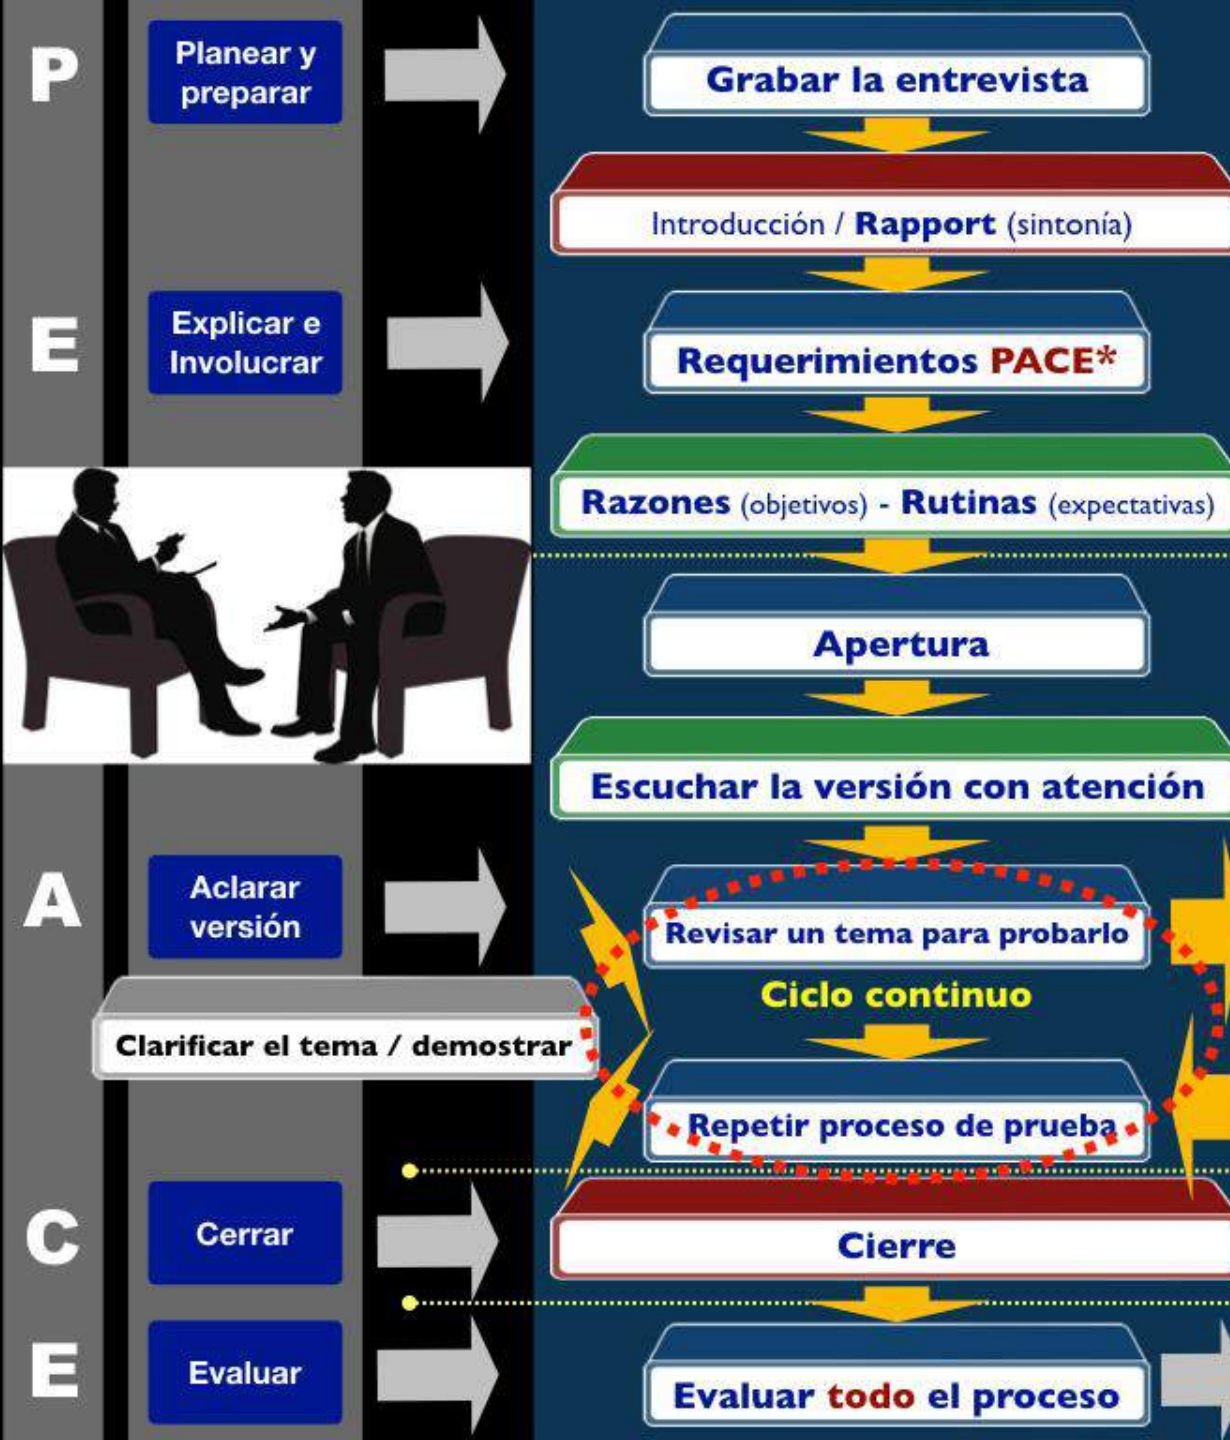 P
Planear y
preparar
Grabar la entrevista
Introducción / Rapport (sintonía)
E
Explicar e
Involucrar
Requerimientos PACE*
Razones (objetivos) - Rutinas (expectativas)
Apertura
Escuchar la versión con atención
A
Aclarar
versión
Revisar un tema para probarlo
Ciclo continuo
Clarificar el tema / demostrar
Repetir proceso de prueba
C
Cerrar
Cierre
E
Evaluar
Evaluar todo el proceso